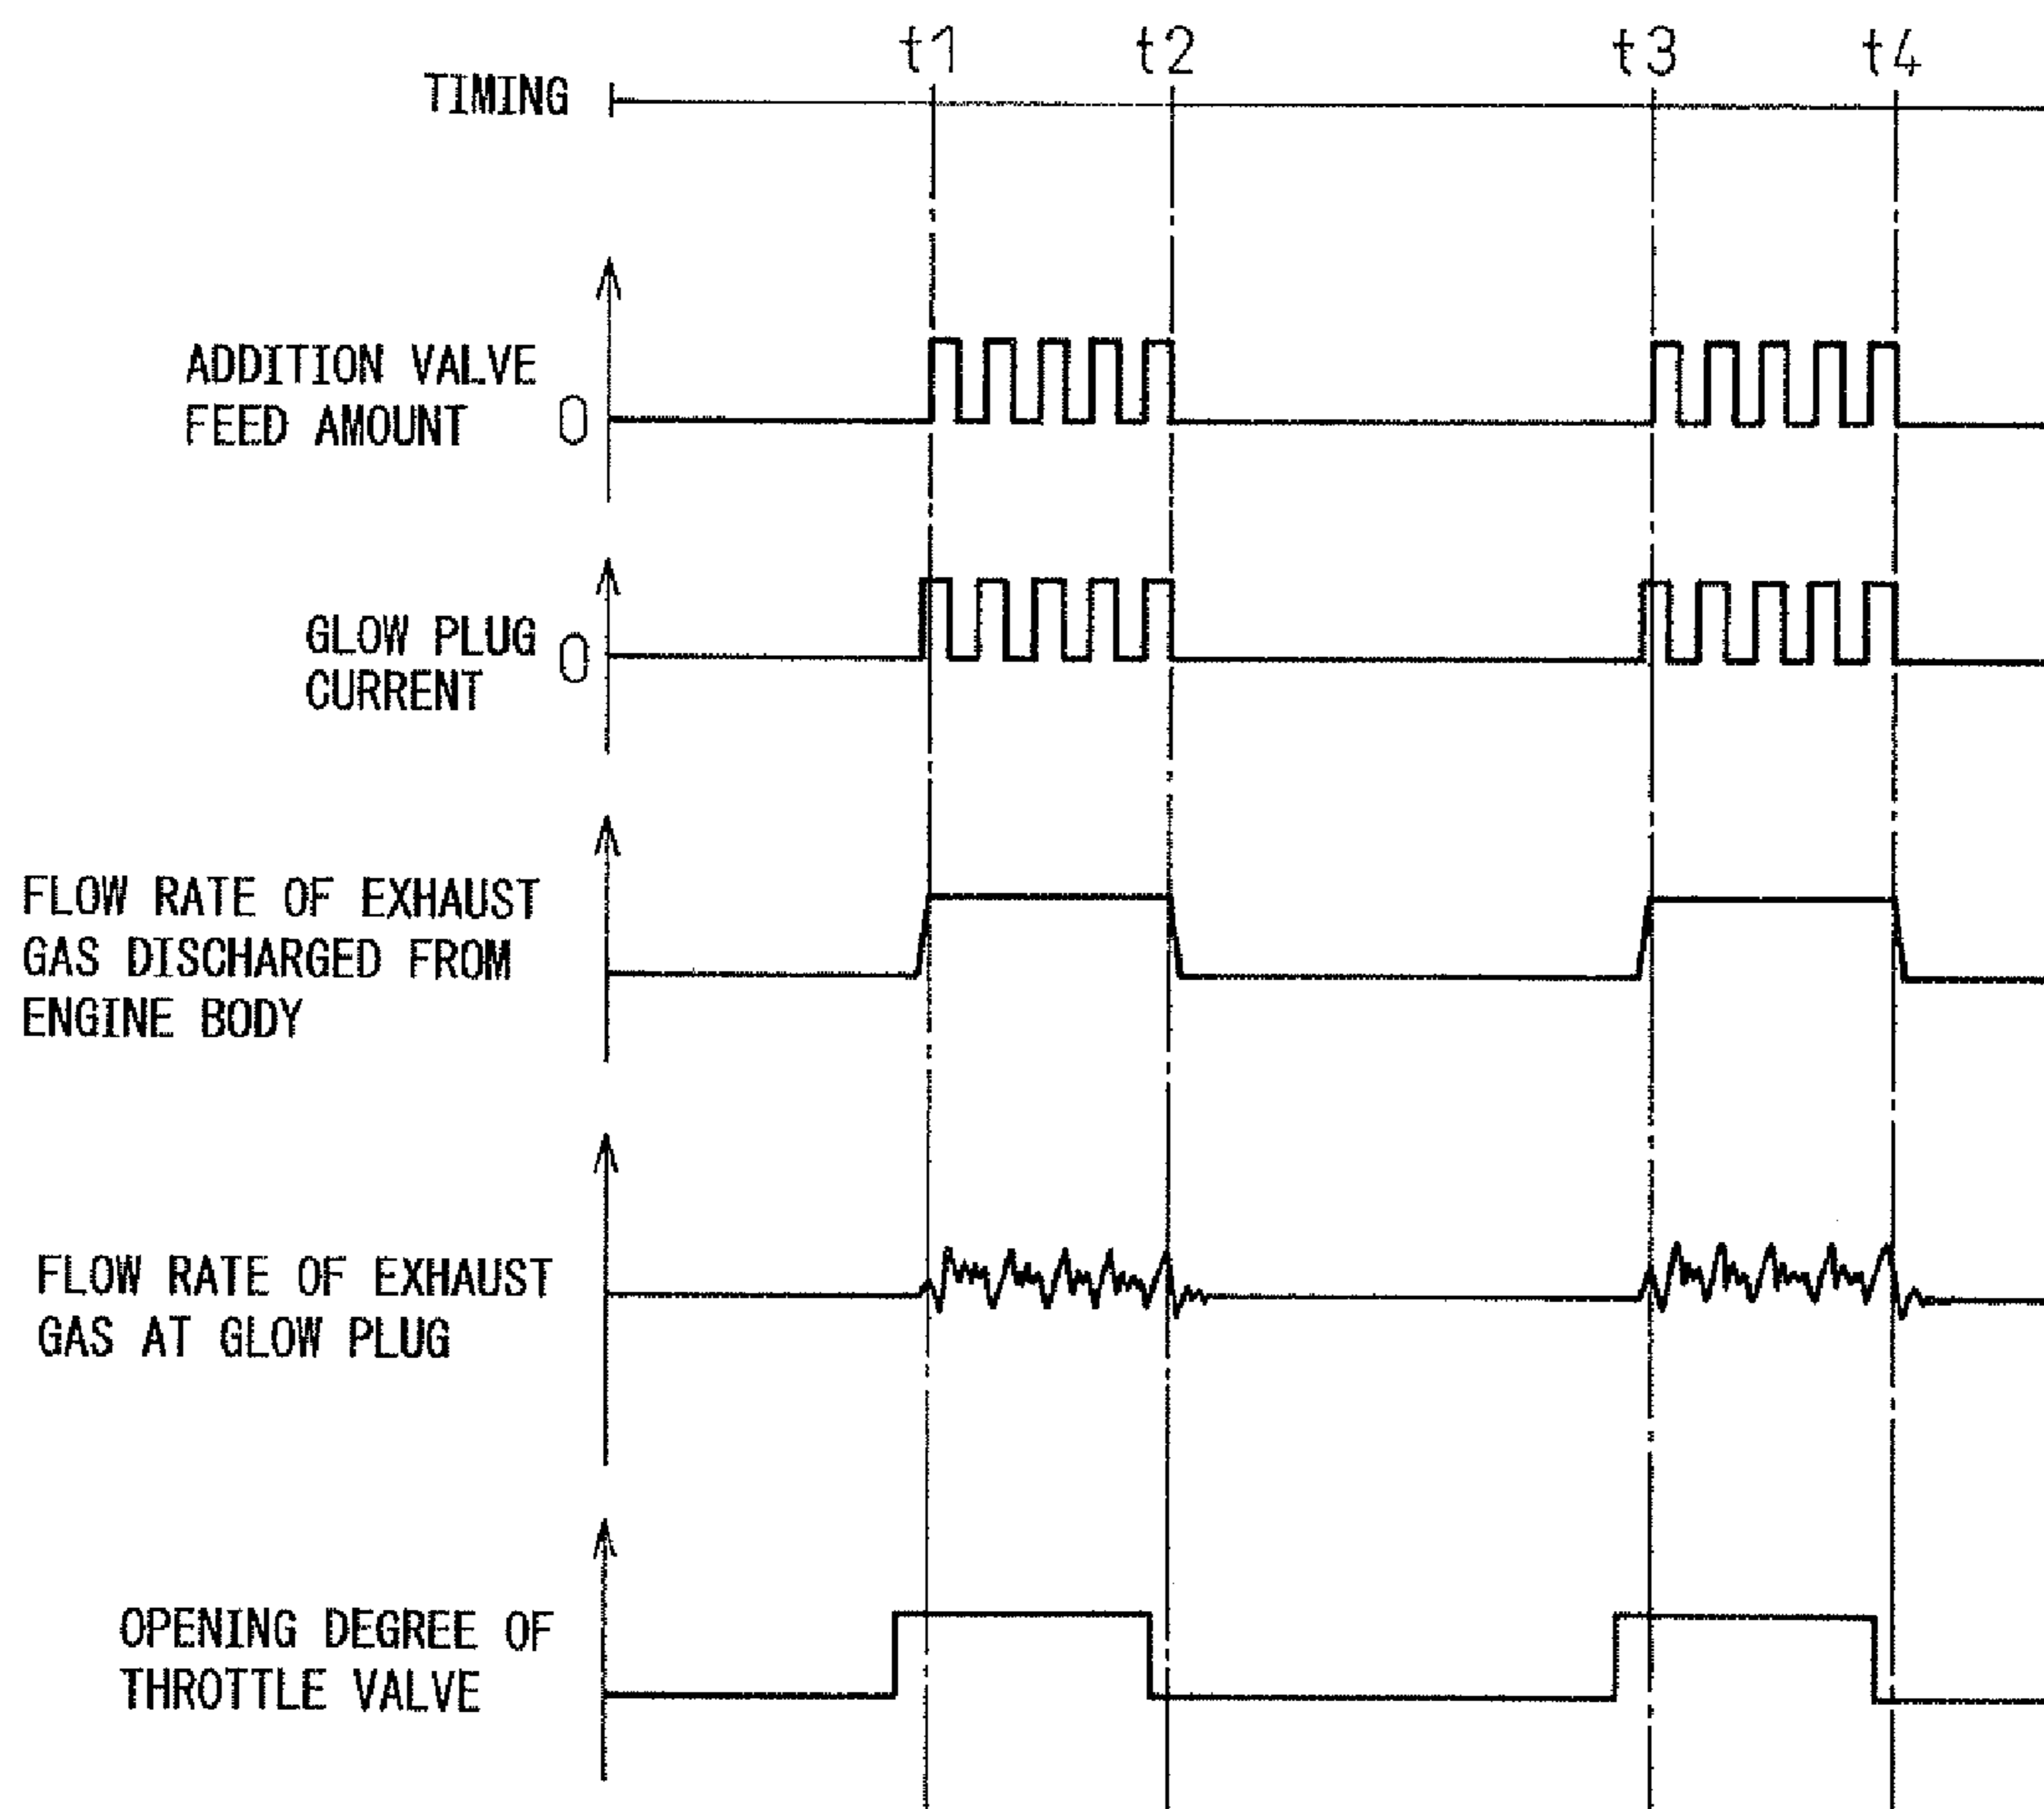 t1 t2 t3 t4
TIMING
ADDITION VALVE
FEED AMOUNT 0
GLOW PLUG
CURRENT 0
FLOW RATE OF EXHAUST
GAS DISCHARGED FROM
ENGINE BODY
FLOW RATE OF EXHAUST
GAS AT GLOW PLUG
OPENING DEGREE OF
THROTTLE VALVE